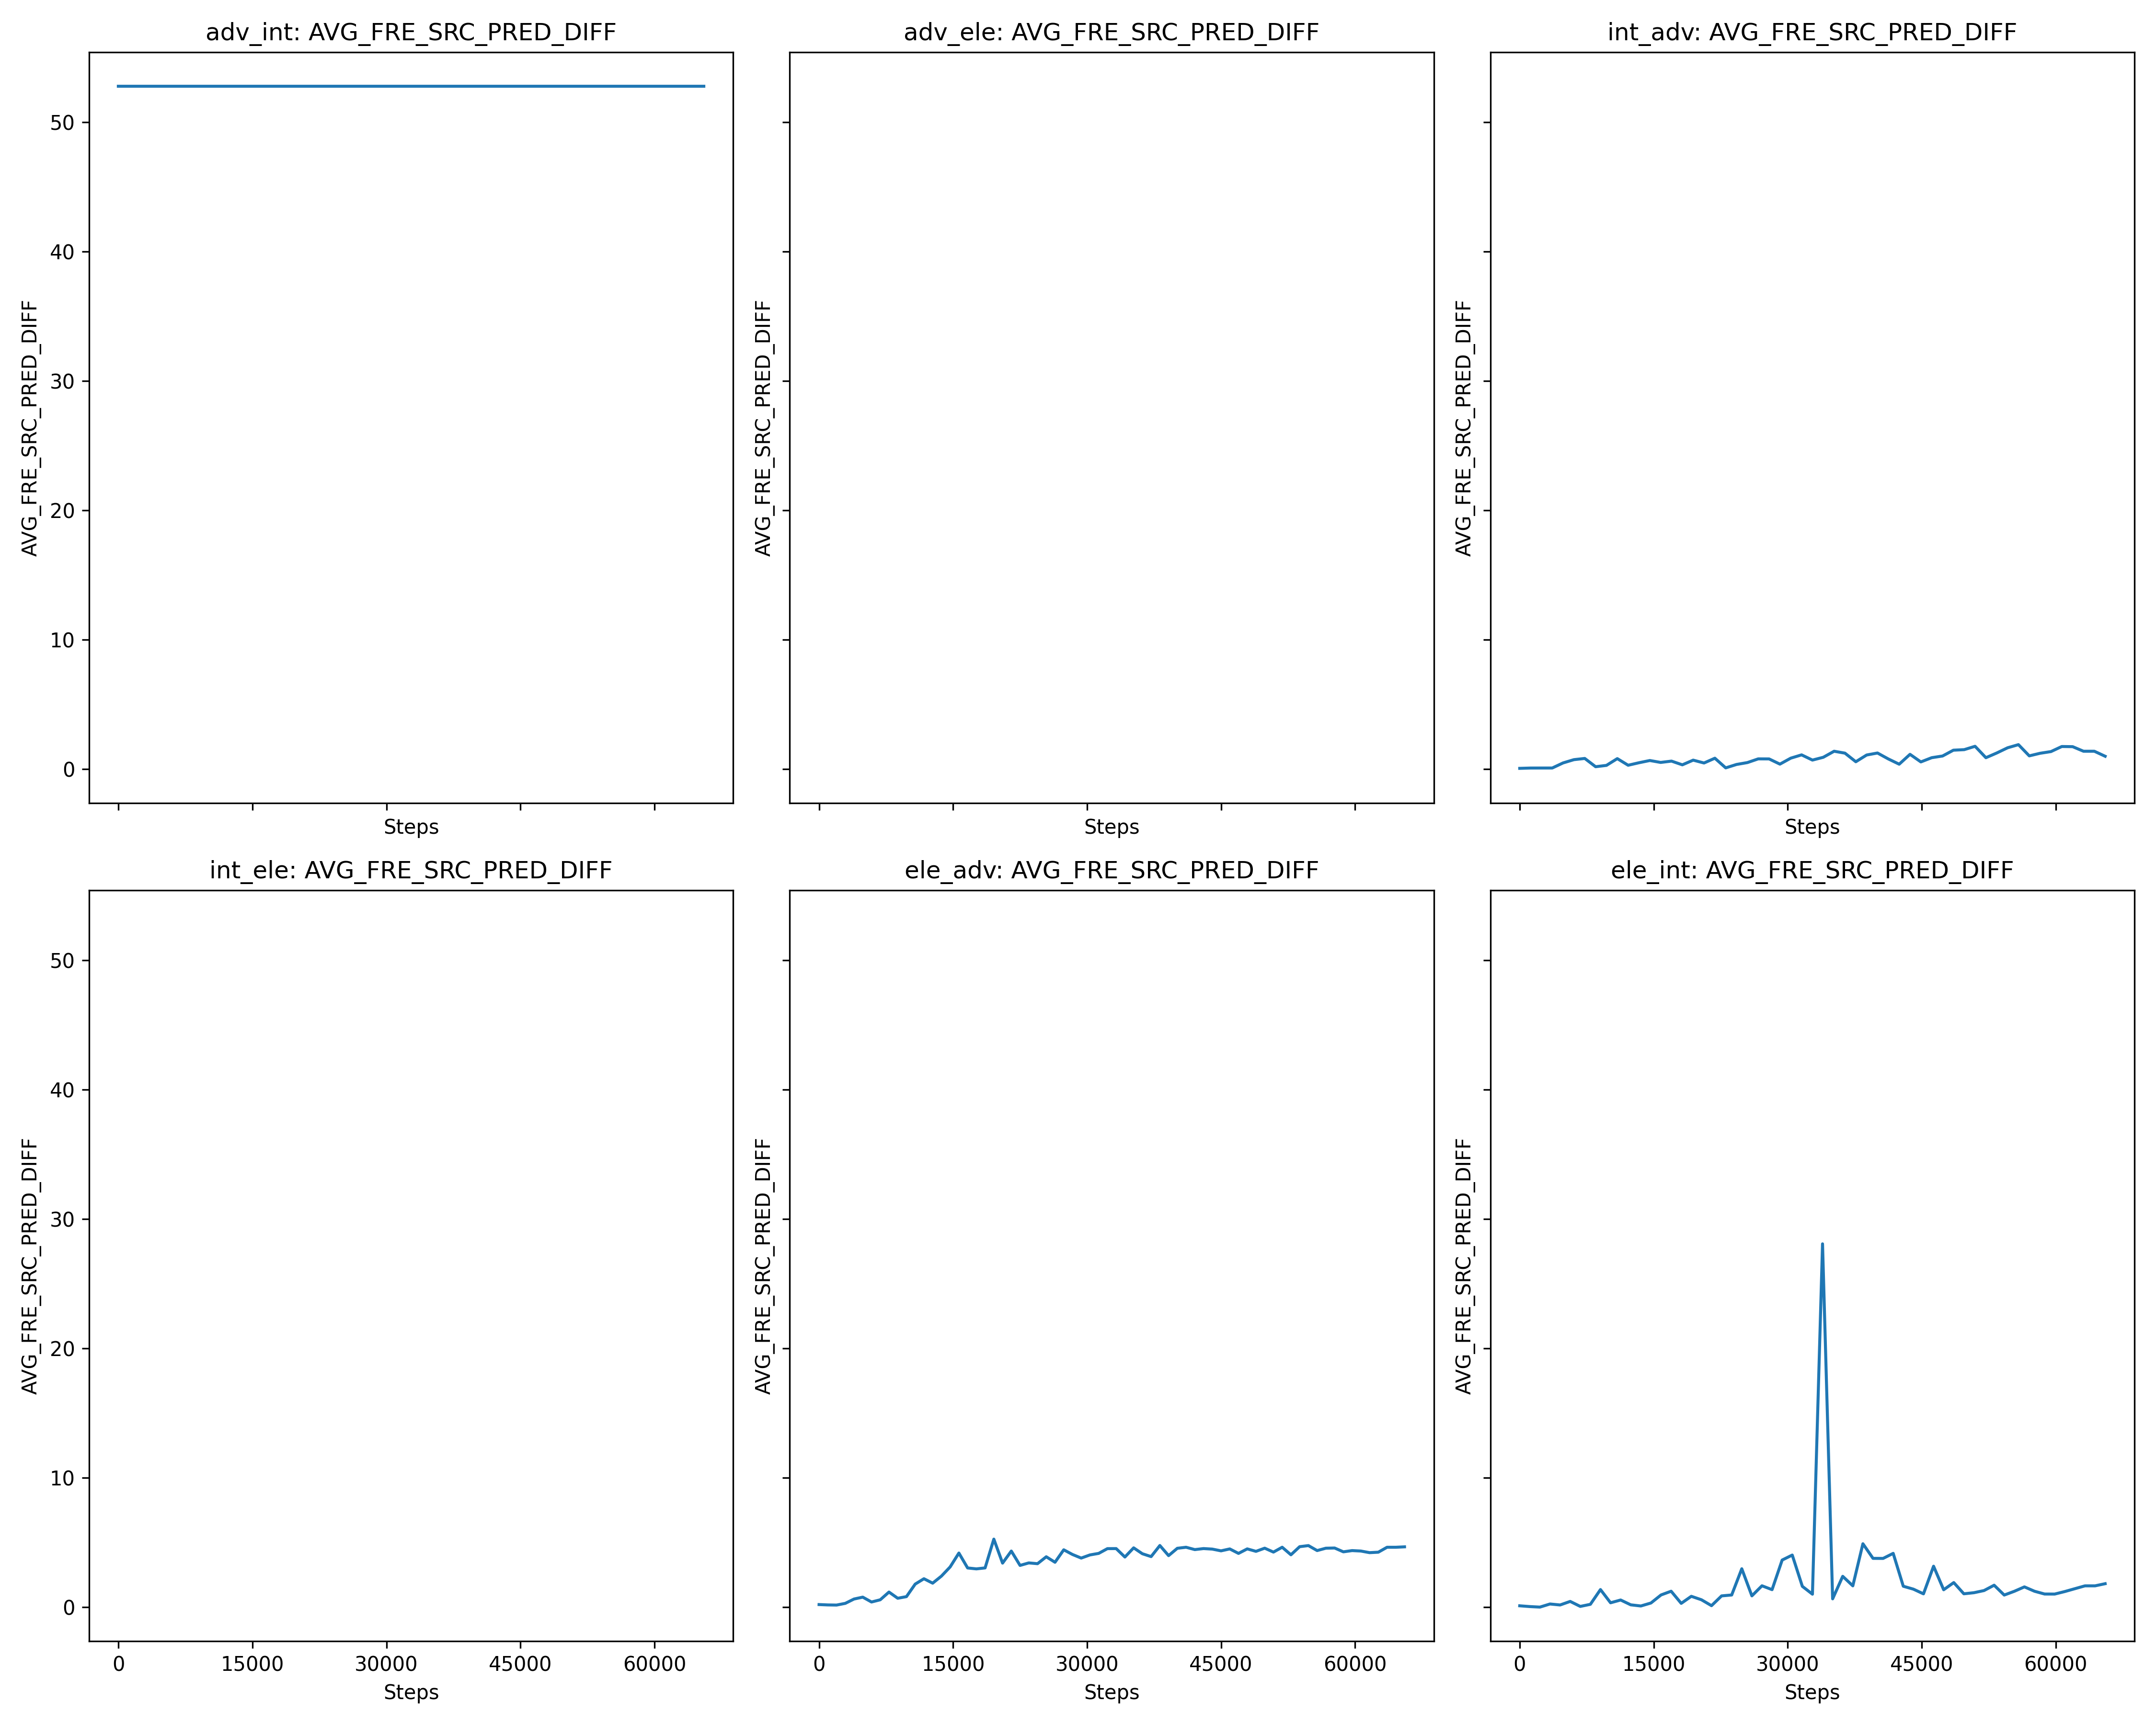 adv_int: AVG_FRE_SRC_PRED_DIFF
AVG_FRE_SRC_PRED_DIFF
50
40
30
20
10
0
Steps
adv_ele: AVG_FRE_SRC_PRED_DIFF
AVG_FRE_SRC_PRED_DIFF
Steps
int_adv: AVG_FRE_SRC_PRED_DIFF
AVG_FRE_SRC_PRED_DIFF
Steps
int_ele: AVG_FRE_SRC_PRED_DIFF
AVG_FRE_SRC_PRED_DIFF
50
40
30
20
10
0
0 15000 30000 45000 60000
Steps
ele_adv: AVG_FRE_SRC_PRED_DIFF
AVG_FRE_SRC_PRED_DIFF
0 15000 30000 45000 60000
Steps
ele_int: AVG_FRE_SRC_PRED_DIFF
AVG_FRE_SRC_PRED_DIFF
0 15000 30000 45000 60000
Steps